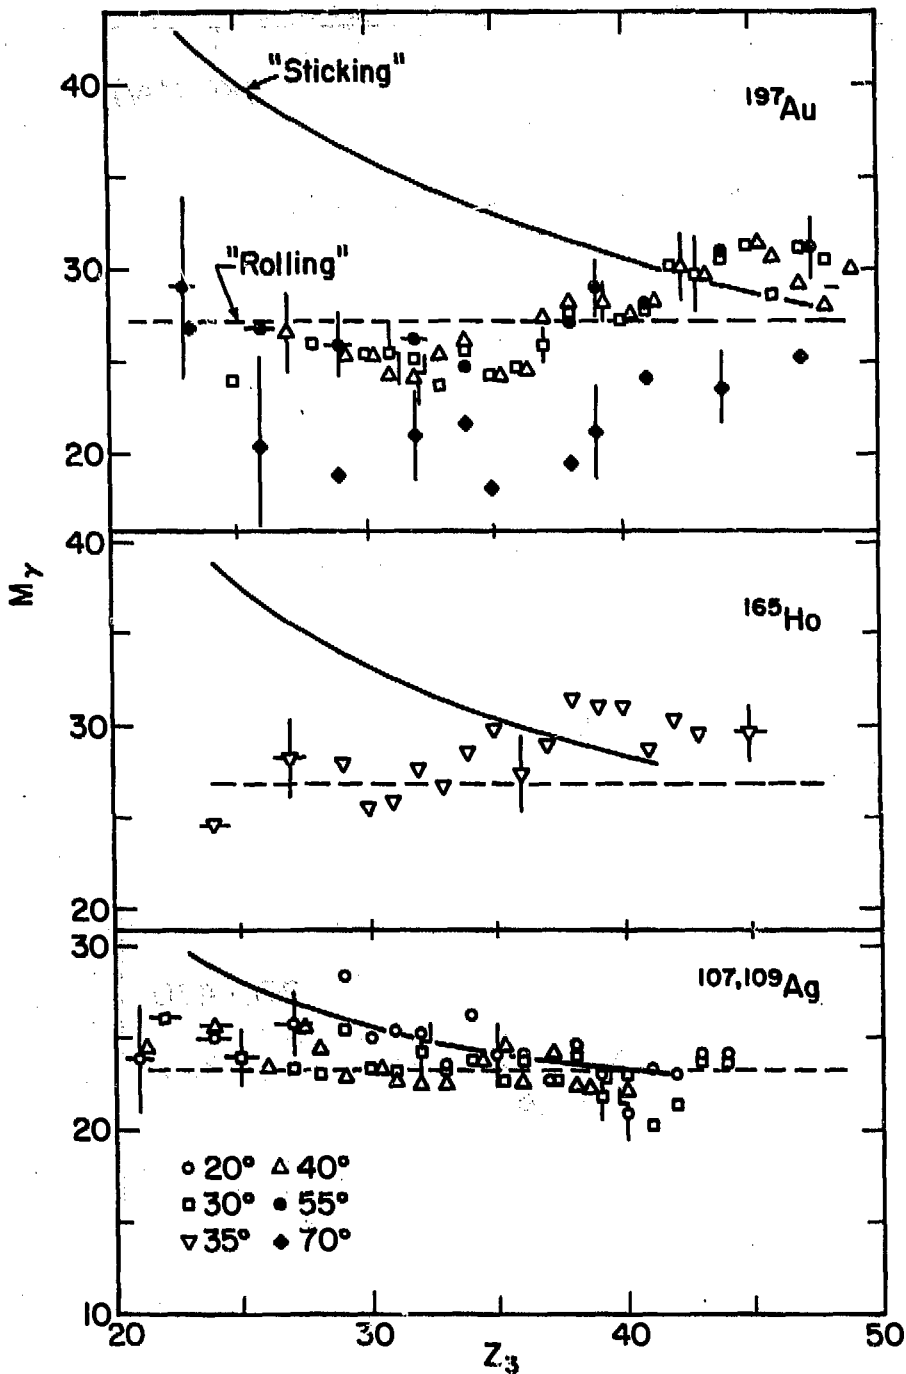 "Sticking"
40
¹⁹⁷Au
30
"Rolling"
20
40
Mγ
¹⁶⁵Ho
30
20
30
¹⁰⁷,¹⁰⁹Ag
20
○ 20° △ 40°
□ 30° ● 55°
▽ 35° ◆ 70°
10
20 30 40 50
Z₃